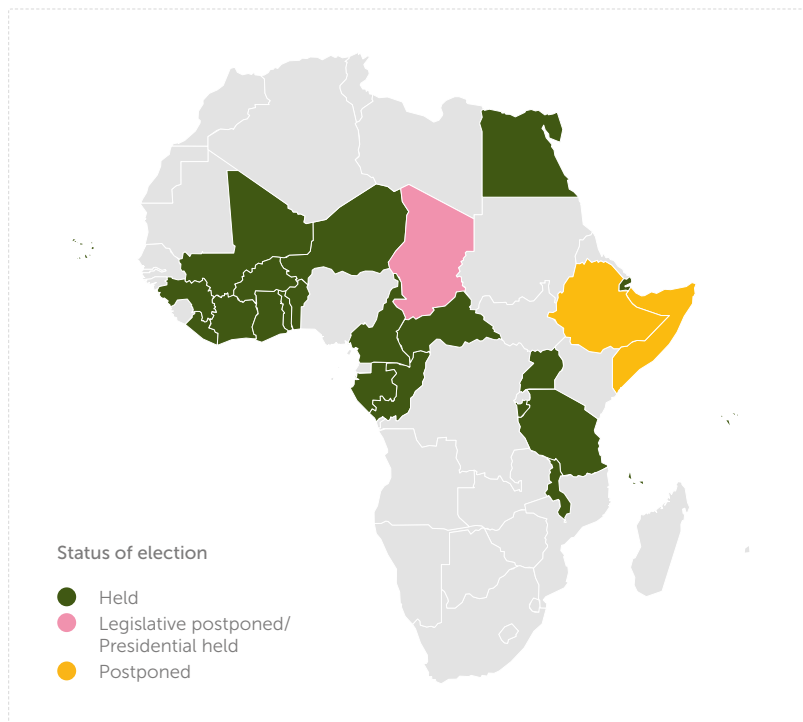 Status of election
Held
Legislative postponed/
Presidential held
Postponed